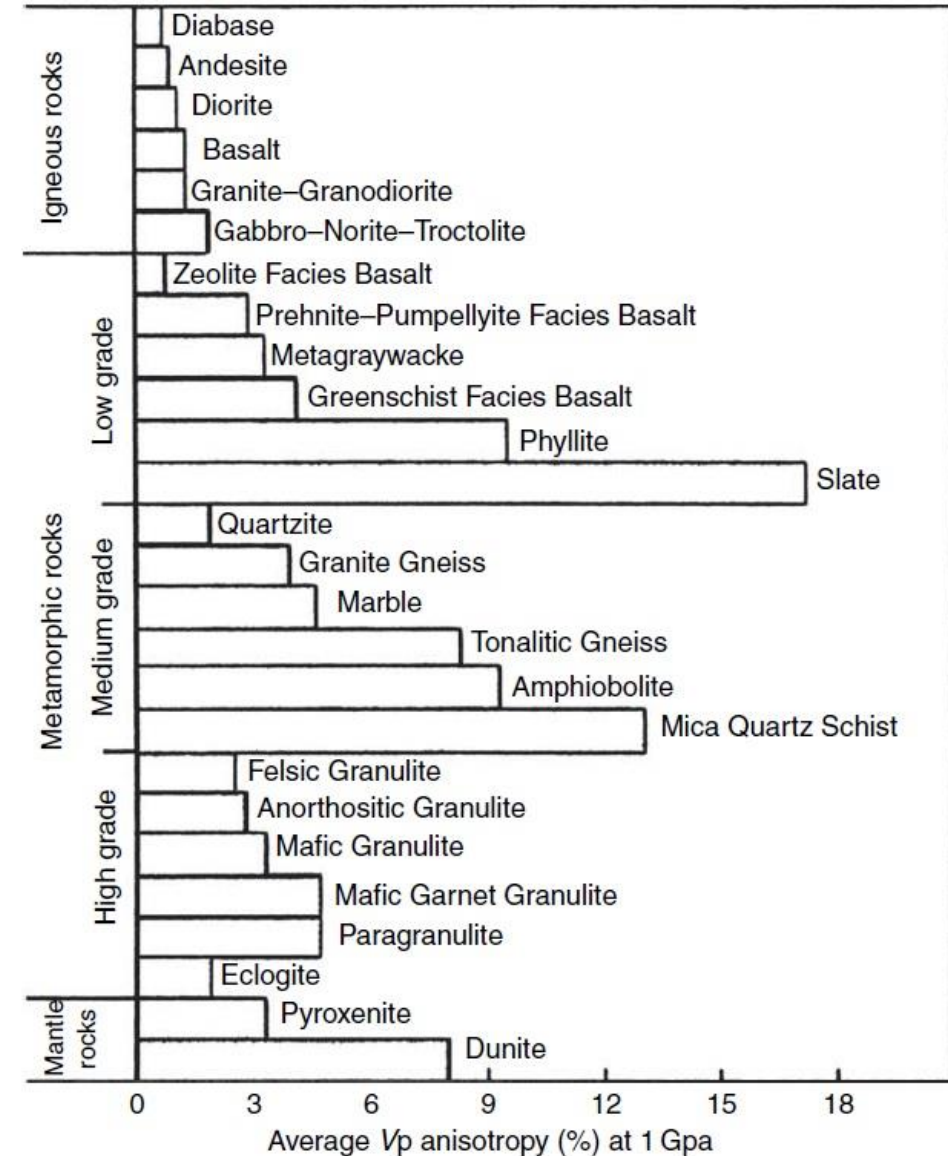 Igneous rocks
Diabase
Andesite
Diorite
Basalt
Granite–Granodiorite
Gabbro–Norite–Troctolite
Metamorphic rocks
Low grade
Zeolite Facies Basalt
Prehnite–Pumpellyite Facies Basalt
Metagraywacke
Greenschist Facies Basalt
Phyllite
Slate
Medium grade
Quartzite
Granite Gneiss
Marble
Tonalitic Gneiss
Amphiobolite
Mica Quartz Schist
High grade
Felsic Granulite
Anorthositic Granulite
Mafic Granulite
Mafic Garnet Granulite
Paragranulite
Eclogite
Mantle
rocks
Pyroxenite
Dunite
0 3 6 9 12 15 18
Average Vp anisotropy (%) at 1 Gpa